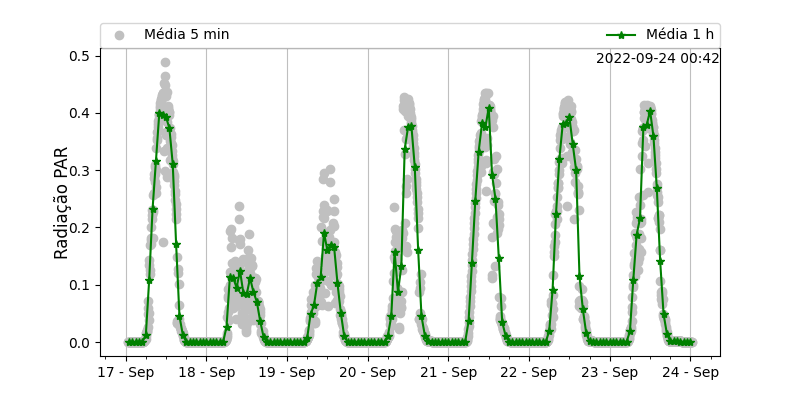 Média 5 min
Média 1 h
2022-09-24 00:42
Radiação PAR
0.5
0.4
0.3
0.2
0.1
0.0
17 - Sep
18 - Sep
19 - Sep
20 - Sep
21 - Sep
22 - Sep
23 - Sep
24 - Sep